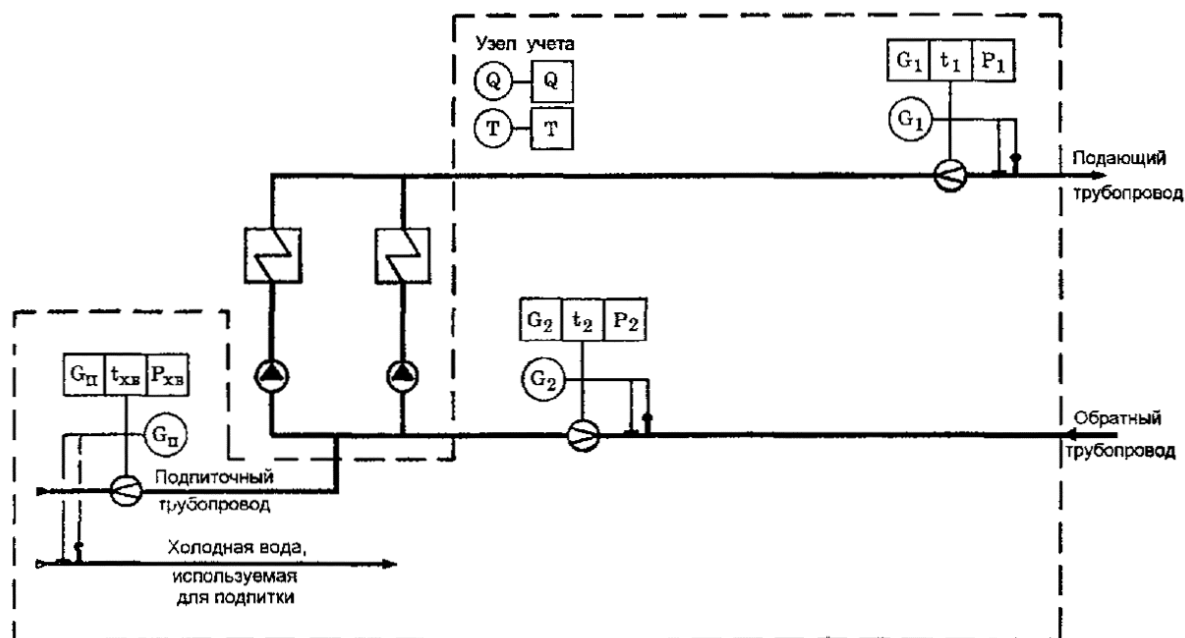 Узел учета
Q Q
T T
G₁ t₁ P₁
G₁
Подающий
трубопровод
G₂ t₂ P₂
G₂
Обратный
трубопровод
Gп tхв Pхв
Gп
Подпиточный
трубопровод
Холодная вода,
используемая
для подпитки